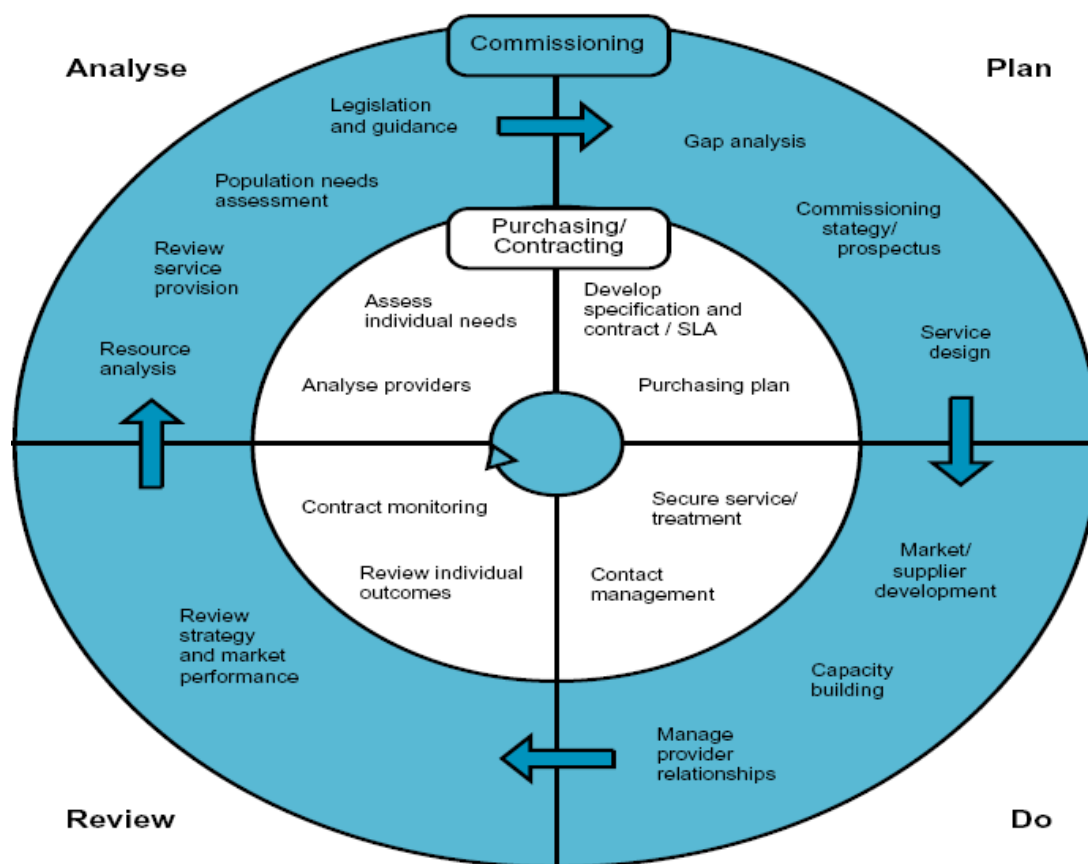 Commissioning
Analyse
Plan
Legislation
and guidance
Gap analysis
Population needs
assessment
Commissioning
stategy/
prospectus
Purchasing/
Contracting
Review
service
provision
Assess
individual needs
Develop
specification and
contract / SLA
Resource
analysis
Service
design
Analyse providers
Purchasing plan
Contract monitoring
Secure service/
treatment
Market/
supplier
development
Review individual
outcomes
Contact
management
Review
strategy
and market
performance
Capacity
building
Manage
provider
relationships
Review
Do